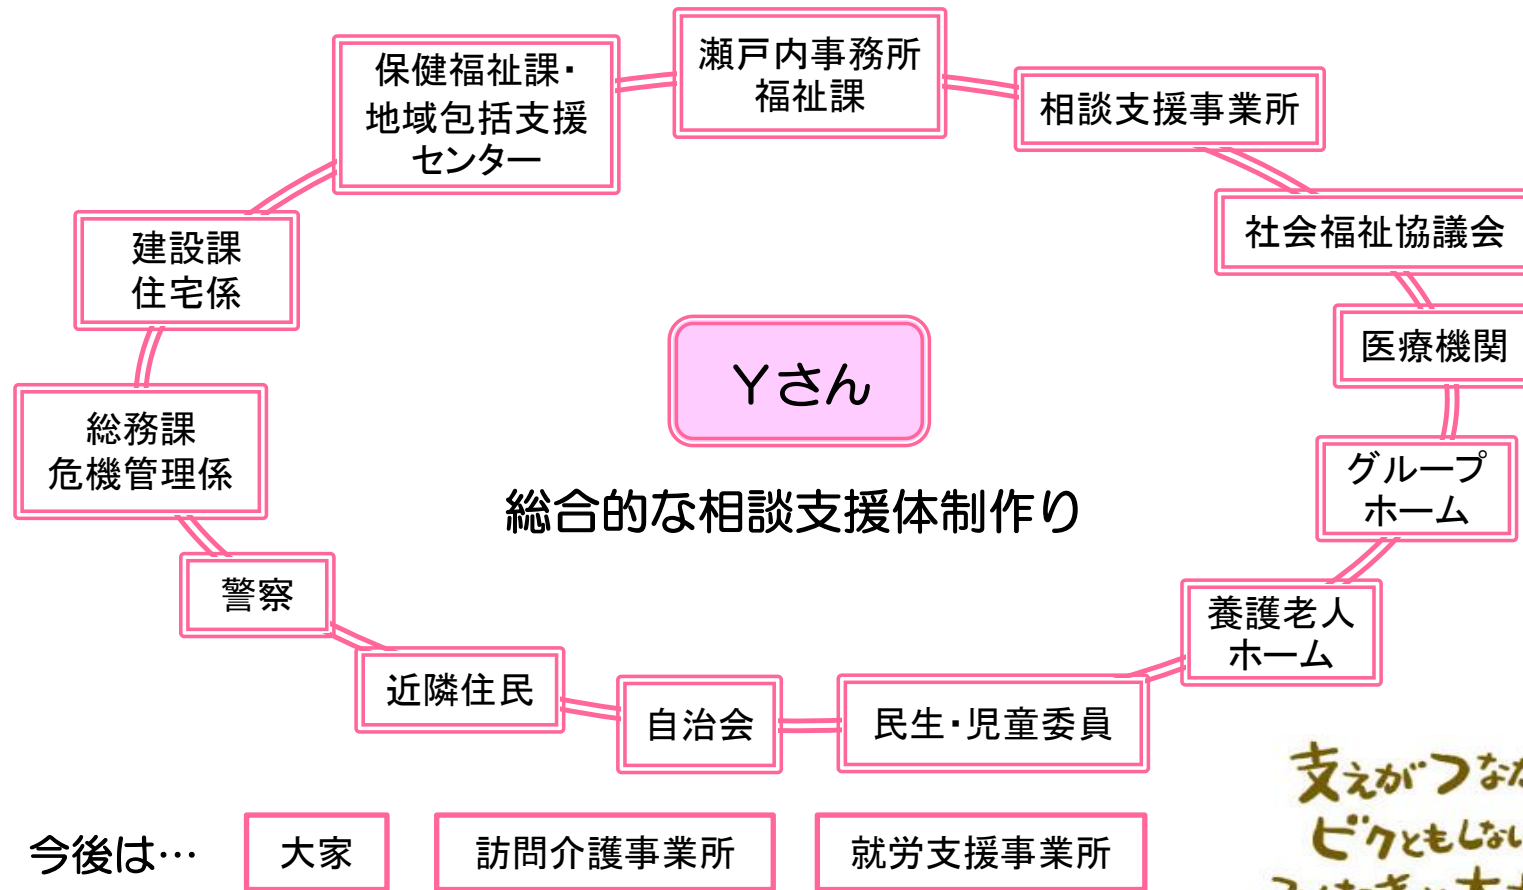 瀬戸内事務所
福祉課
保健福祉課・
地域包括支援
センター
相談支援事業所
社会福祉協議会
建設課
住宅係
医療機関
Yさん
総務課
危機管理係
グループ
ホーム
総合的な相談支援体制作り
警察
養護老人
ホーム
近隣住民
自治会
民生・児童委員
支えがつなが
ビクともしない
今後は…
大家
訪問介護事業所
就労支援事業所